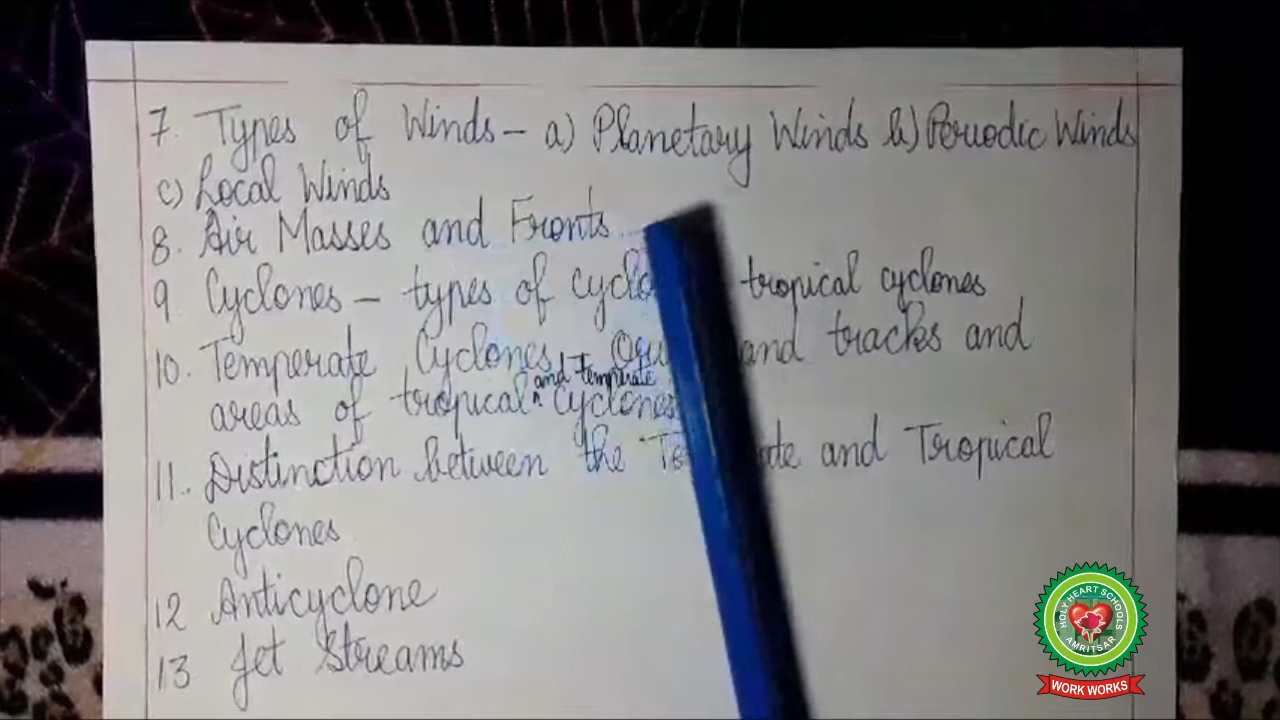 7. Types of Winds - a) Planetary Winds b) Periodic Winds
c) Local Winds
8. Air Masses and Fronts
9 Cyclones - types of tropical cyclones
10. Temperate Cyclones, and tracks and
and temperate
areas of tropical ^ Cyclones
11. Distinction between the and Tropical
Cyclones
12 Anticyclone
13 Jet Streams
HOLY HEART SCHOOLS
AMRITSAR
WORK WORKS